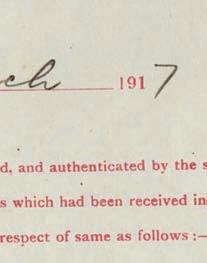 ch 1917
d, and authenticated by the s
s which had been received in
respect of same as follows :—